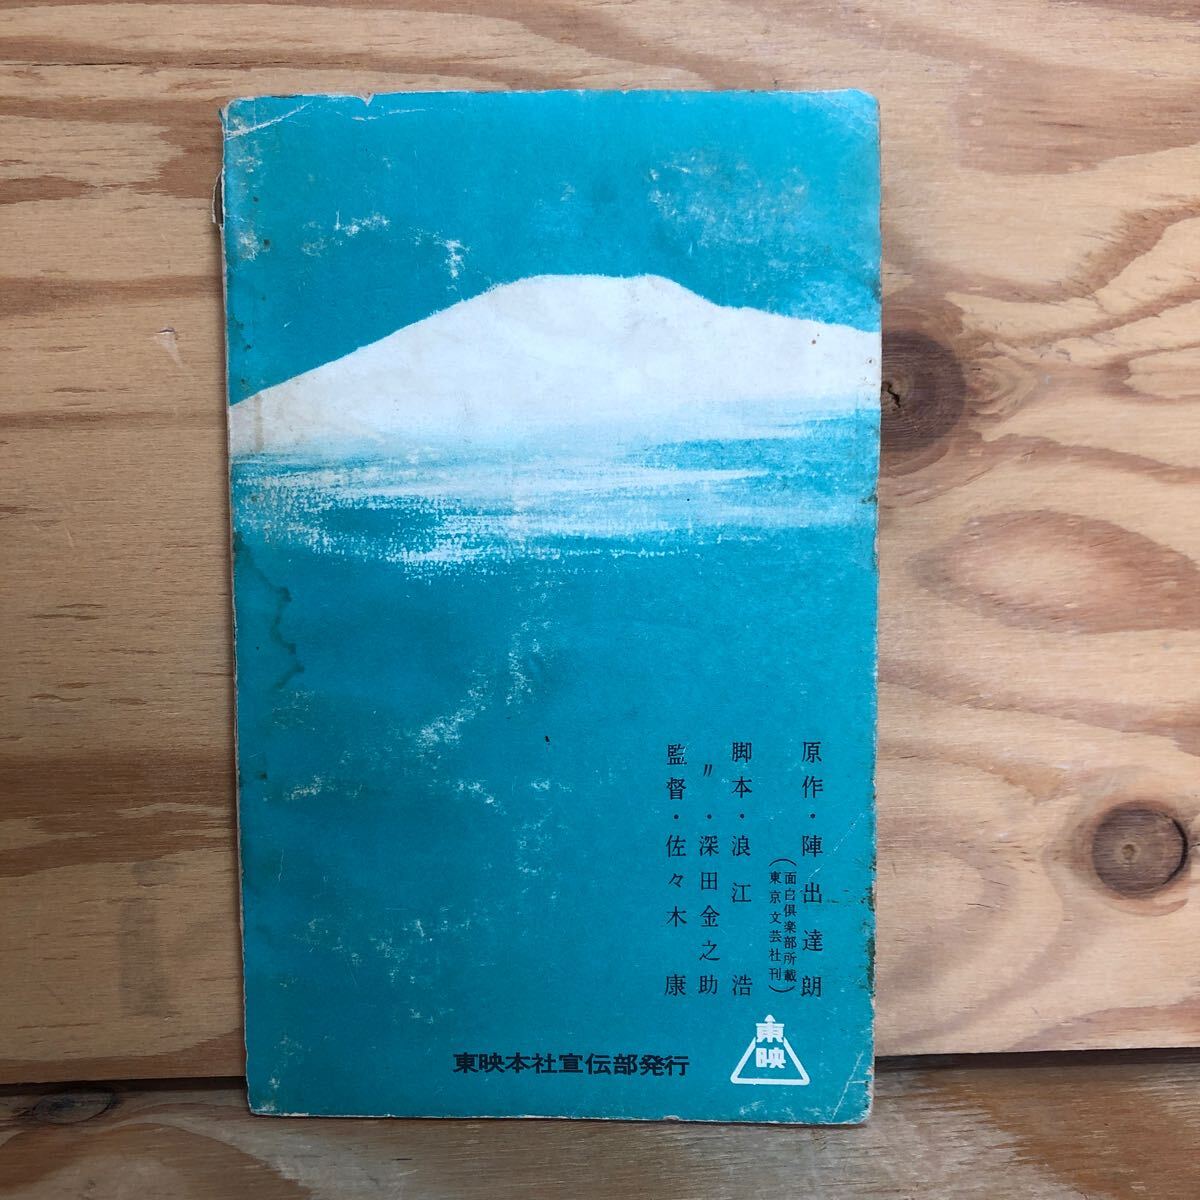 原作・陣出達朗
(面白倶楽部所載
東京文芸社刊)
脚本・浪江浩
〃・深田金之助
監督・佐々木康
東映
東映本社宣伝部発行